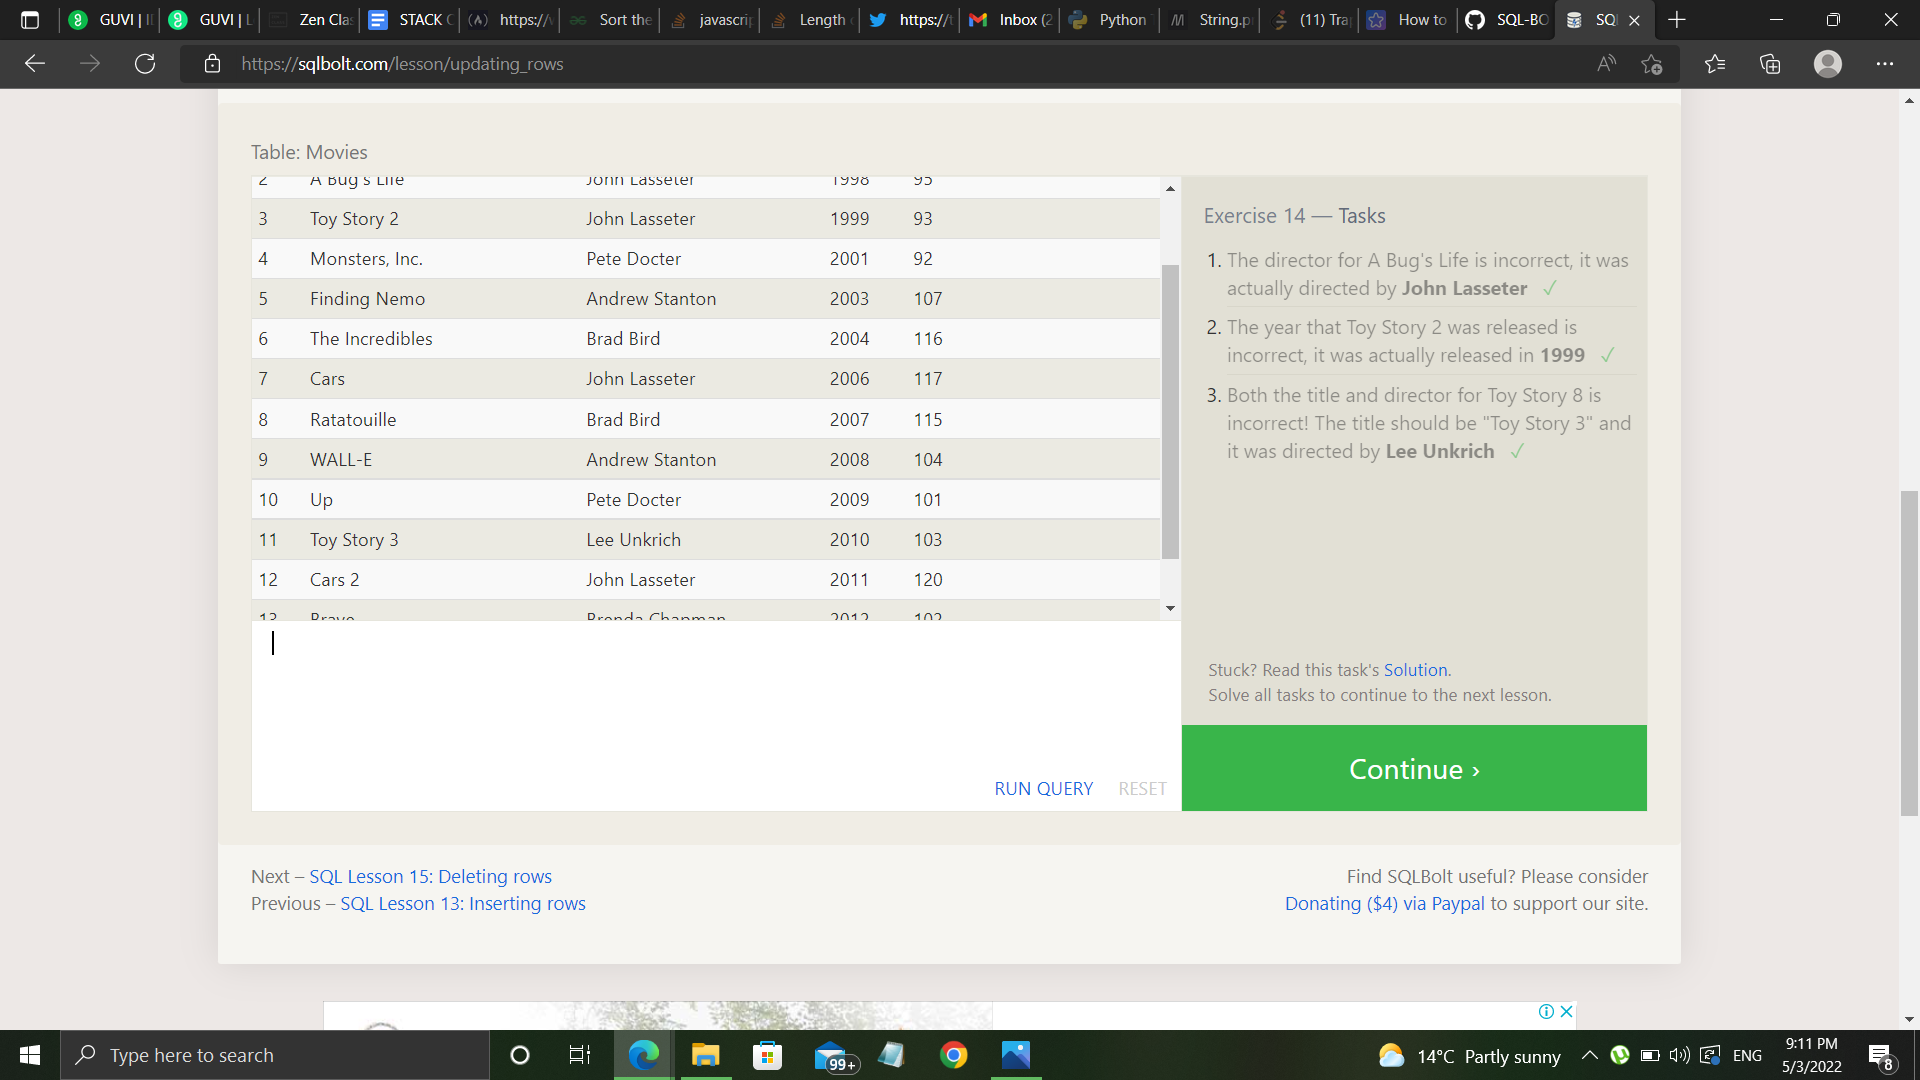 GUVI | I
GUVI | L
Zen Cla
STACK
https://
Sort the
javascri
Length
https://t
Inbox (2
Python
String.p
(11) Tra
How to
SQL-BO
SQ
https://sqlbolt.com/lesson/updating_rows
Table: Movies
2 A Bug's Life John Lasseter 1998 95
3 Toy Story 2 John Lasseter 1999 93
4 Monsters, Inc. Pete Docter 2001 92
5 Finding Nemo Andrew Stanton 2003 107
6 The Incredibles Brad Bird 2004 116
7 Cars John Lasseter 2006 117
8 Ratatouille Brad Bird 2007 115
9 WALL-E Andrew Stanton 2008 104
10 Up Pete Docter 2009 101
11 Toy Story 3 Lee Unkrich 2010 103
12 Cars 2 John Lasseter 2011 120
13 Brave Brenda Chapman 2012 102
RUN QUERY RESET
Exercise 14 — Tasks
1. The director for A Bug's Life is incorrect, it was
actually directed by John Lasseter ✓
2. The year that Toy Story 2 was released is
incorrect, it was actually released in 1999 ✓
3. Both the title and director for Toy Story 8 is
incorrect! The title should be "Toy Story 3" and
it was directed by Lee Unkrich ✓
Stuck? Read this task's Solution.
Solve all tasks to continue to the next lesson.
Continue ›
Next – SQL Lesson 15: Deleting rows
Previous – SQL Lesson 13: Inserting rows
Find SQLBolt useful? Please consider
Donating ($4) via Paypal to support our site.
Type here to search
99+
14°C Partly sunny
ENG
9:11 PM
5/3/2022
8